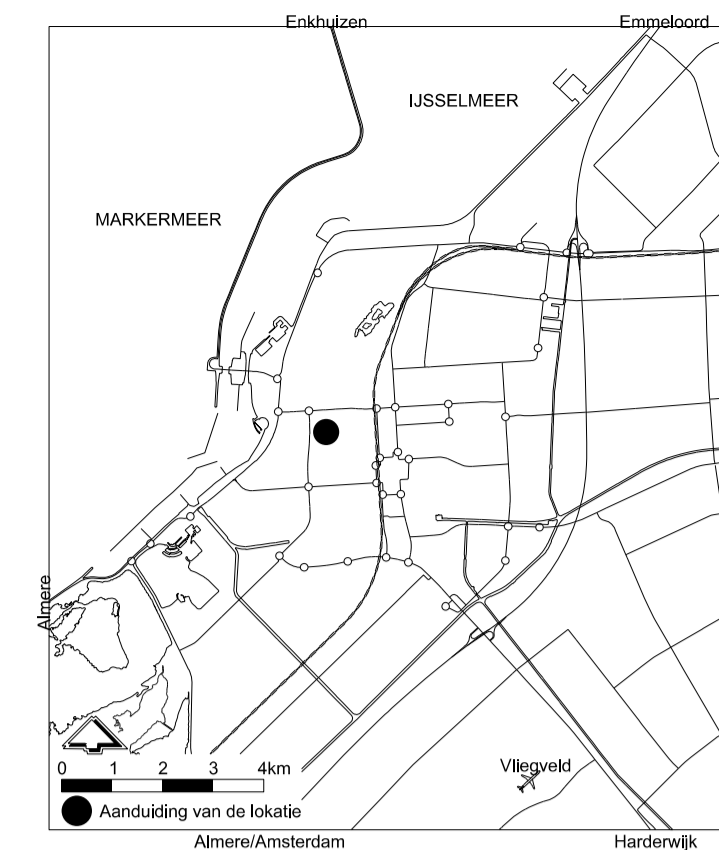 Enkhuizen
Emmeloord
IJSSELMEER
MARKERMEER
Almere
Vliegveld
0 1 2 3 4km
Aanduiding van de lokatie
Almere/Amsterdam
Harderwijk